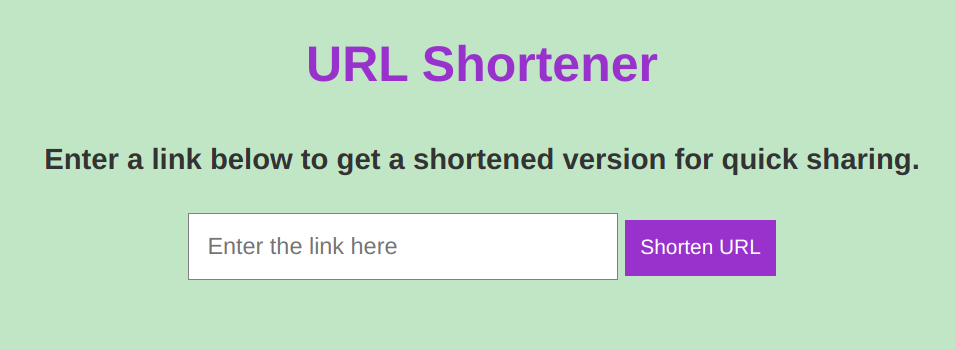 URL Shortener
Enter a link below to get a shortened version for quick sharing.
Enter the link here
Shorten URL